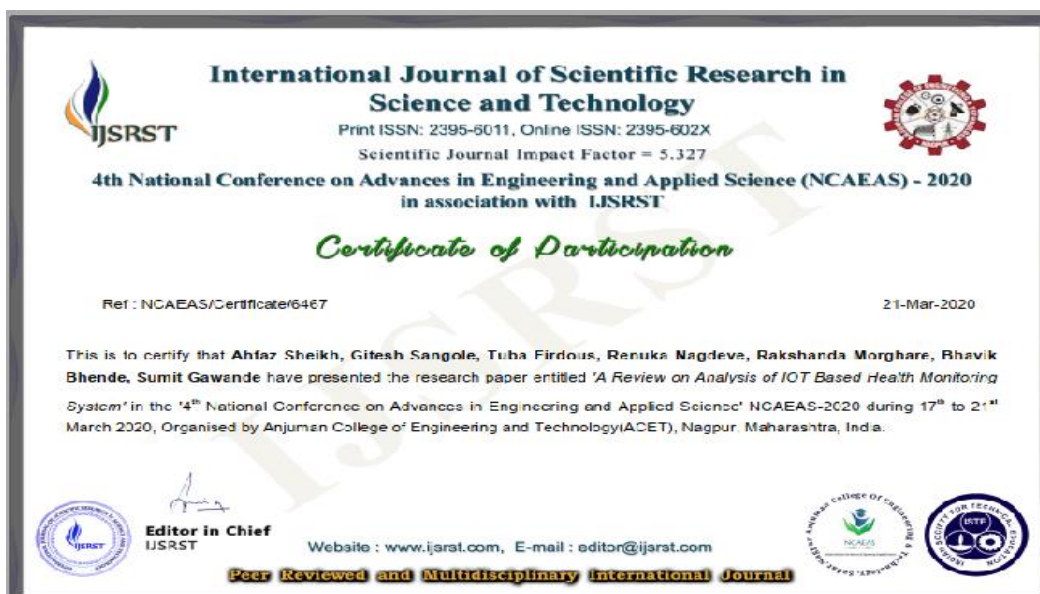 International Journal of Scientific Research in
Science and Technology
Print ISSN: 2395-6011, Online ISSN: 2395-602X
Scientific Journal Impact Factor = 5.327
4th National Conference on Advances in Engineering and Applied Science (NCAEAS) - 2020
in association with IJSRST
IJSRST
NAGPUR
Certificate of Participation
Ref : NCAEAS/Certificate/6467
21-Mar-2020
This is to certify that Ahfaz Sheikh, Gitesh Sangole, Tuba Firdous, Renuka Nagdeve, Rakshanda Morghare, Bhavik
Bhende, Sumit Gawande have presented the research paper entitled 'A Review on Analysis of IOT Based Health Monitoring
System' in the '4th National Conference on Advances in Engineering and Applied Science' NCAEAS-2020 during 17th to 21st
March 2020, Organised by Anjuman College of Engineering and Technology(ACET), Nagpur, Maharashtra, India.
IJSRST
Editor in Chief
IJSRST
Website : www.ijsrst.com, E-mail : editor@ijsrst.com
Peer Reviewed and Multidisciplinary International Journal
IJSRST
NCAEAS
ISTE